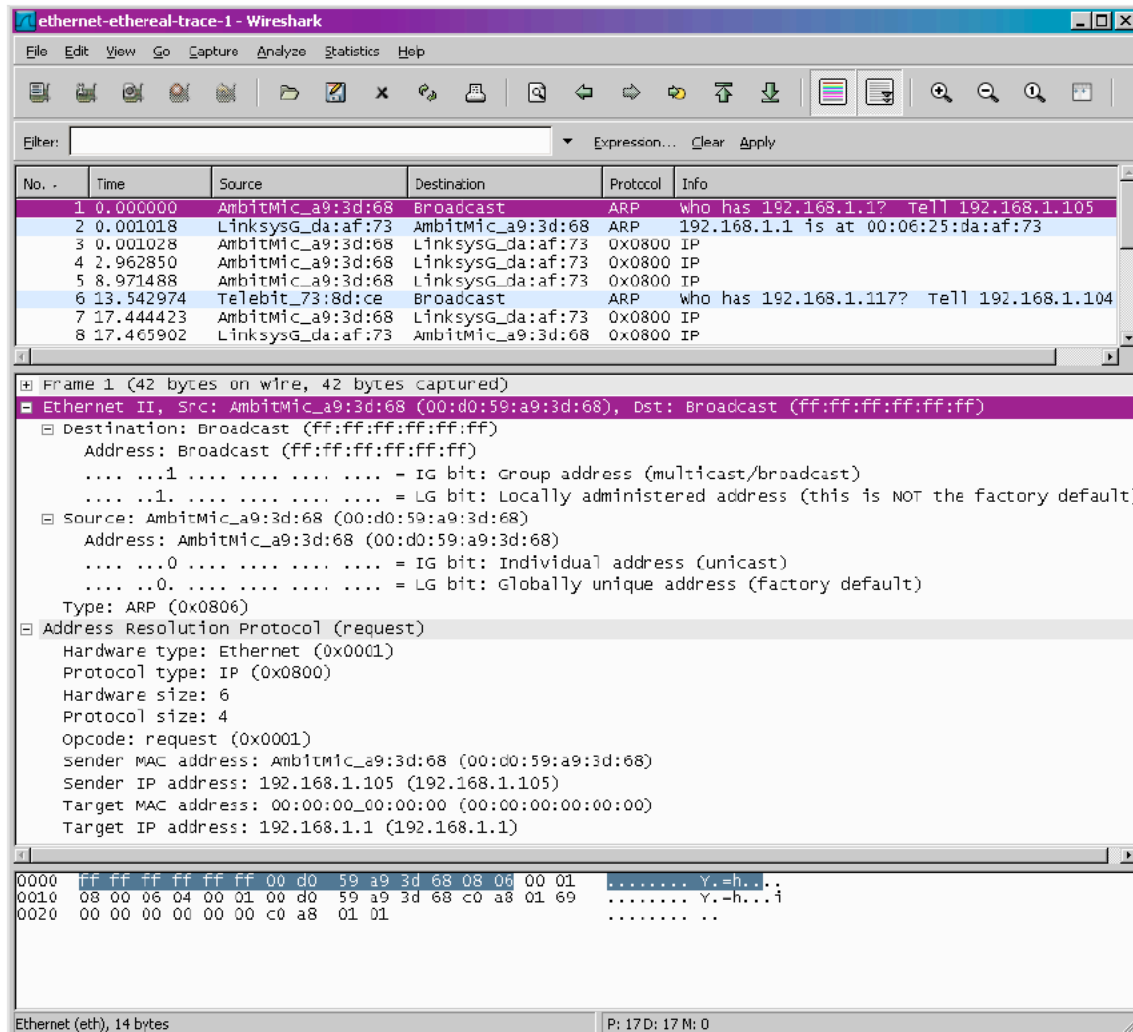 ethernet-ethereal-trace-1 - Wireshark
File Edit View Go Capture Analyze Statistics Help
Filter: Expression... Clear Apply
No. - Time Source Destination Protocol Info
1 0.000000 AmbitMic_a9:3d:68 Broadcast ARP Who has 192.168.1.1? Tell 192.168.1.105
2 0.001018 LinksysG_da:af:73 AmbitMic_a9:3d:68 ARP 192.168.1.1 is at 00:06:25:da:af:73
3 0.001028 AmbitMic_a9:3d:68 LinksysG_da:af:73 0x0800 IP
4 2.962850 AmbitMic_a9:3d:68 LinksysG_da:af:73 0x0800 IP
5 8.971488 AmbitMic_a9:3d:68 LinksysG_da:af:73 0x0800 IP
6 13.542974 Telebit_73:8d:ce Broadcast ARP Who has 192.168.1.117? Tell 192.168.1.104
7 17.444423 AmbitMic_a9:3d:68 LinksysG_da:af:73 0x0800 IP
8 17.465902 LinksysG_da:af:73 AmbitMic_a9:3d:68 0x0800 IP
Frame 1 (42 bytes on wire, 42 bytes captured)
Ethernet II, Src: AmbitMic_a9:3d:68 (00:d0:59:a9:3d:68), Dst: Broadcast (ff:ff:ff:ff:ff:ff)
Destination: Broadcast (ff:ff:ff:ff:ff:ff)
Address: Broadcast (ff:ff:ff:ff:ff:ff)
.... ...1 .... .... .... .... = IG bit: Group address (multicast/broadcast)
.... ..1. .... .... .... .... = LG bit: Locally administered address (this is NOT the factory default)
Source: AmbitMic_a9:3d:68 (00:d0:59:a9:3d:68)
Address: AmbitMic_a9:3d:68 (00:d0:59:a9:3d:68)
.... ...0 .... .... .... .... = IG bit: Individual address (unicast)
.... ..0. .... .... .... .... = LG bit: Globally unique address (factory default)
Type: ARP (0x0806)
Address Resolution Protocol (request)
Hardware type: Ethernet (0x0001)
Protocol type: IP (0x0800)
Hardware size: 6
Protocol size: 4
Opcode: request (0x0001)
Sender MAC address: AmbitMic_a9:3d:68 (00:d0:59:a9:3d:68)
Sender IP address: 192.168.1.105 (192.168.1.105)
Target MAC address: 00:00:00_00:00:00 (00:00:00:00:00:00)
Target IP address: 192.168.1.1 (192.168.1.1)
0000 ff ff ff ff ff ff 00 d0 59 a9 3d 68 08 06 00 01 ........ Y.=h....
0010 08 00 06 04 00 01 00 d0 59 a9 3d 68 c0 a8 01 69 ........ Y.=h...i
0020 00 00 00 00 00 00 c0 a8 01 01 ........ ..
Ethernet (eth), 14 bytes P: 17 D: 17 M: 0